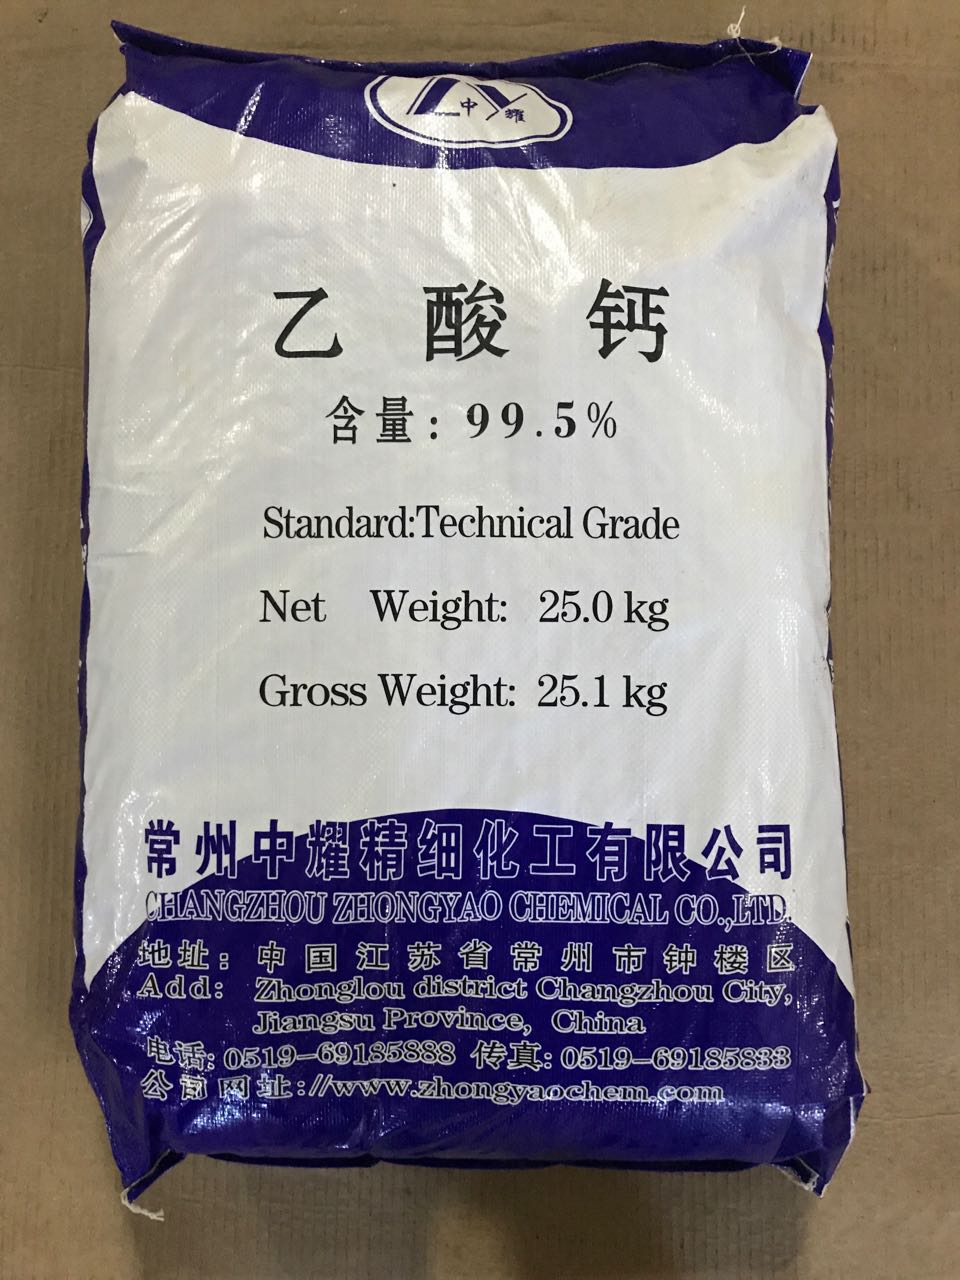 中耀
乙酸钙
含量: 99.5%
Standard:Technical Grade
Net Weight: 25.0 kg
Gross Weight: 25.1 kg
常州中耀精细化工有限公司
CHANGZHOU ZHONGYAO CHEMICAL CO.,LTD.
地址: 中国江苏省常州市钟楼区
Add: Zhonglou district Changzhou City,
Jiangsu Province, China
电话: 0519-69185888 传真: 0519-69185833
公司网址://www.zhongyaochem.com